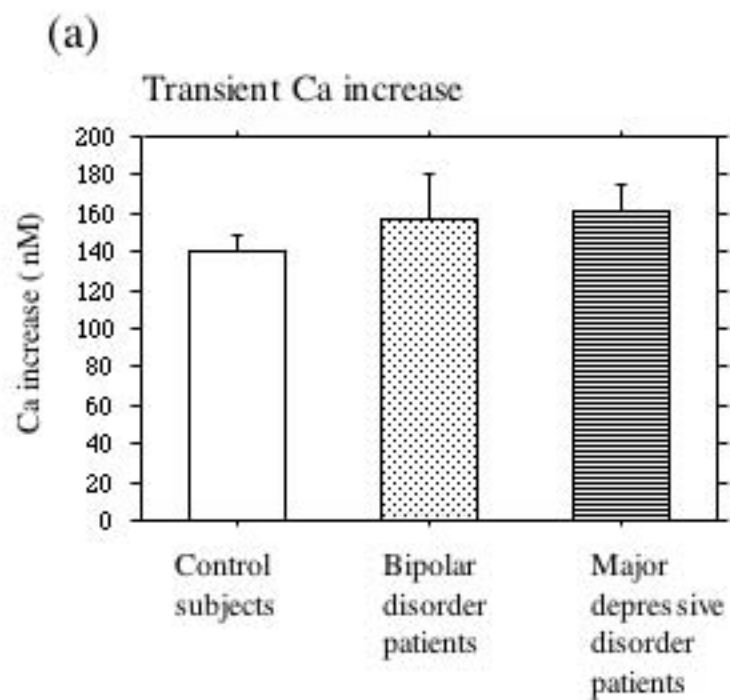 (a)
Transient Ca increase
Ca increase ( nM)
200
180
160
140
120
100
80
60
40
20
0
Control
subjects
Bipolar
disorder
patients
Major
depressive
disorder
patients